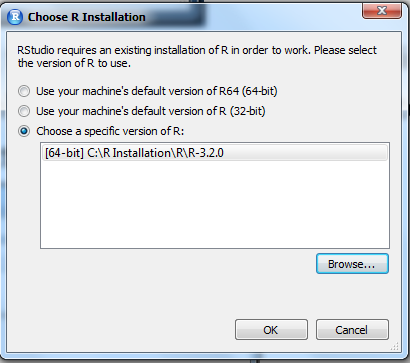 R Choose R Installation
RStudio requires an existing installation of R in order to work. Please select
the version of R to use.
Use your machine's default version of R64 (64-bit)
Use your machine's default version of R (32-bit)
Choose a specific version of R:
[64-bit] C:\R Installation\R\R-3.2.0
Browse...
OK
Cancel